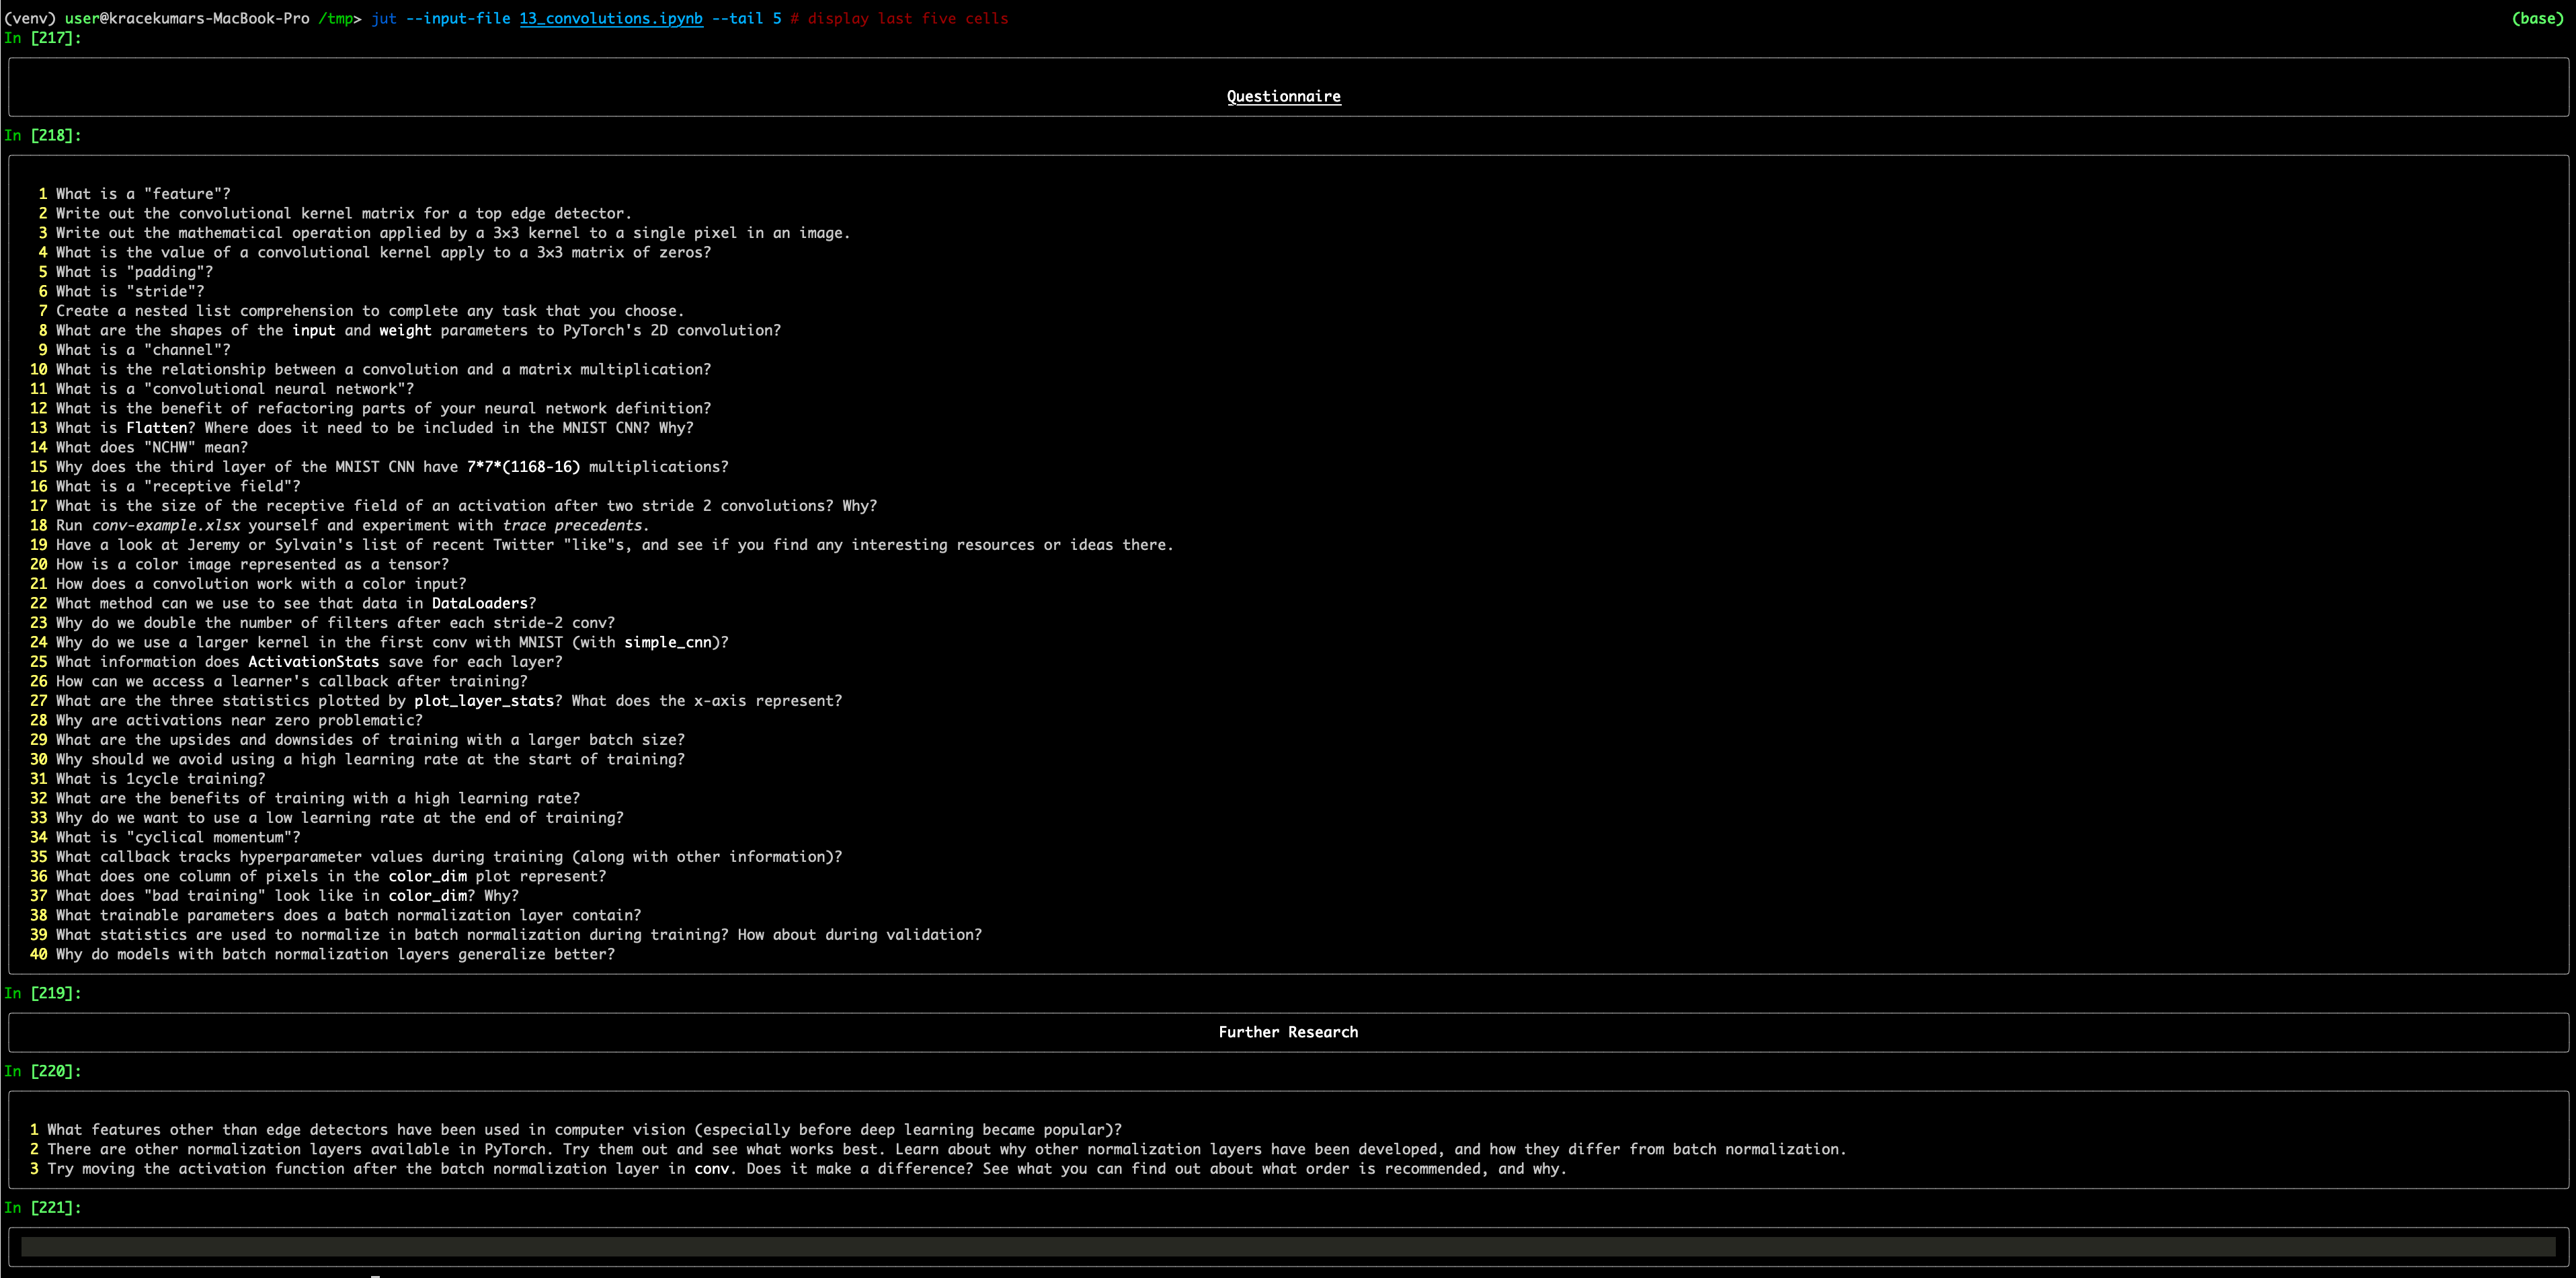 (venv) user@kracekumars-MacBook-Pro /tmp> jut --input-file 13_convolutions.ipynb --tail 5 # display last five cells (base)
In [217]:
Questionnaire
In [218]:
1 What is a "feature"?
2 Write out the convolutional kernel matrix for a top edge detector.
3 Write out the mathematical operation applied by a 3×3 kernel to a single pixel in an image.
4 What is the value of a convolutional kernel apply to a 3×3 matrix of zeros?
5 What is "padding"?
6 What is "stride"?
7 Create a nested list comprehension to complete any task that you choose.
8 What are the shapes of the input and weight parameters to PyTorch's 2D convolution?
9 What is a "channel"?
10 What is the relationship between a convolution and a matrix multiplication?
11 What is a "convolutional neural network"?
12 What is the benefit of refactoring parts of your neural network definition?
13 What is Flatten? Where does it need to be included in the MNIST CNN? Why?
14 What does "NCHW" mean?
15 Why does the third layer of the MNIST CNN have 7*7*(1168-16) multiplications?
16 What is a "receptive field"?
17 What is the size of the receptive field of an activation after two stride 2 convolutions? Why?
18 Run conv-example.xlsx yourself and experiment with trace precedents.
19 Have a look at Jeremy or Sylvain's list of recent Twitter "like"s, and see if you find any interesting resources or ideas there.
20 How is a color image represented as a tensor?
21 How does a convolution work with a color input?
22 What method can we use to see that data in DataLoaders?
23 Why do we double the number of filters after each stride-2 conv?
24 Why do we use a larger kernel in the first conv with MNIST (with simple_cnn)?
25 What information does ActivationStats save for each layer?
26 How can we access a learner's callback after training?
27 What are the three statistics plotted by plot_layer_stats? What does the x-axis represent?
28 Why are activations near zero problematic?
29 What are the upsides and downsides of training with a larger batch size?
30 Why should we avoid using a high learning rate at the start of training?
31 What is 1cycle training?
32 What are the benefits of training with a high learning rate?
33 Why do we want to use a low learning rate at the end of training?
34 What is "cyclical momentum"?
35 What callback tracks hyperparameter values during training (along with other information)?
36 What does one column of pixels in the color_dim plot represent?
37 What does "bad training" look like in color_dim? Why?
38 What trainable parameters does a batch normalization layer contain?
39 What statistics are used to normalize in batch normalization during training? How about during validation?
40 Why do models with batch normalization layers generalize better?
In [219]:
Further Research
In [220]:
1 What features other than edge detectors have been used in computer vision (especially before deep learning became popular)?
2 There are other normalization layers available in PyTorch. Try them out and see what works best. Learn about why other normalization layers have been developed, and how they differ from batch normalization.
3 Try moving the activation function after the batch normalization layer in conv. Does it make a difference? See what you can find out about what order is recommended, and why.
In [221]: